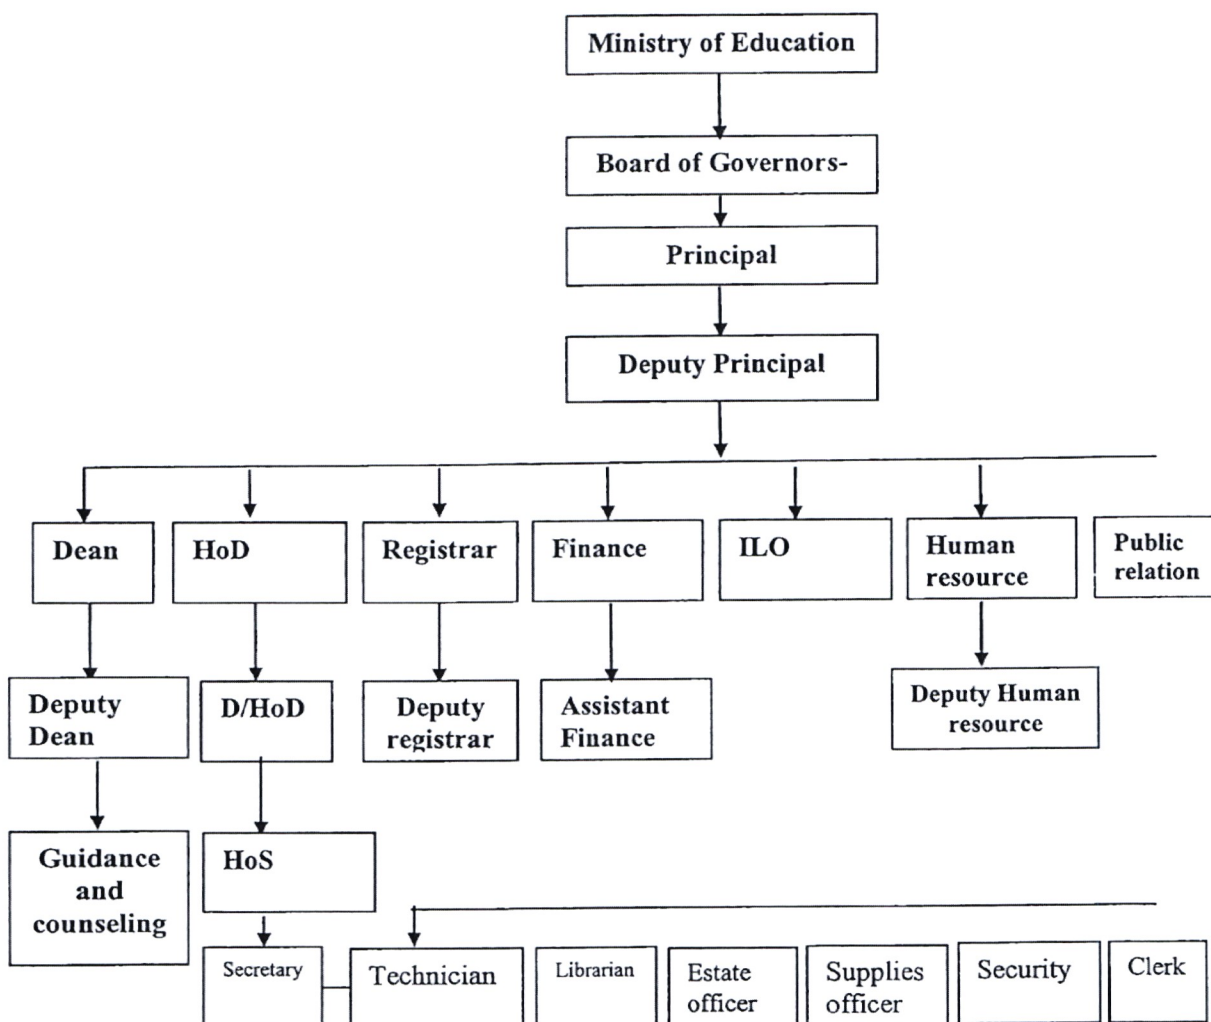 Ministry of Education
Board of Governors-
Principal
Deputy Principal
Dean
HoD
Registrar
Finance
ILO
Human
resource
Public
relation
Deputy
Dean
D/HoD
Deputy
registrar
Assistant
Finance
Deputy Human
resource
Guidance
and
counseling
HoS
Secretary
Technician
Librarian
Estate
officer
Supplies
officer
Security
Clerk